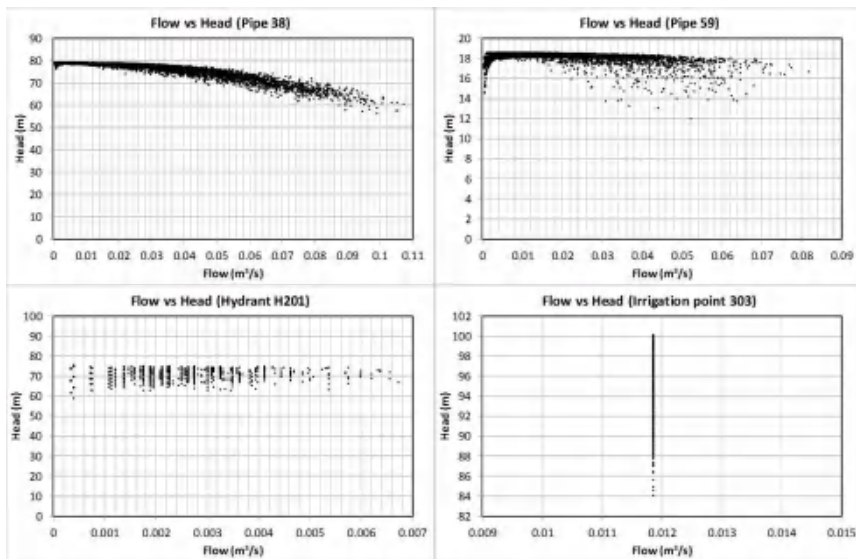 Flow vs Head (Pipe 38)
Head (m)
90
80
70
60
50
40
30
20
10
0
0 0.01 0.02 0.03 0.04 0.05 0.06 0.07 0.08 0.09 0.1 0.11
Flow (m³/s)
Flow vs Head (Pipe 59)
Head (m)
20
18
16
14
12
10
8
6
4
2
0
0 0.01 0.02 0.03 0.04 0.05 0.06 0.07 0.08 0.09
Flow (m³/s)
Flow vs Head (Hydrant H201)
Head (m)
100
90
80
70
60
50
40
30
20
10
0
0 0.001 0.002 0.003 0.004 0.005 0.006 0.007
Flow (m³/s)
Flow vs Head (Irrigation point 303)
Head (m)
102
100
98
96
94
92
90
88
86
84
82
0.009 0.01 0.011 0.012 0.013 0.014 0.015
Flow (m³/s)